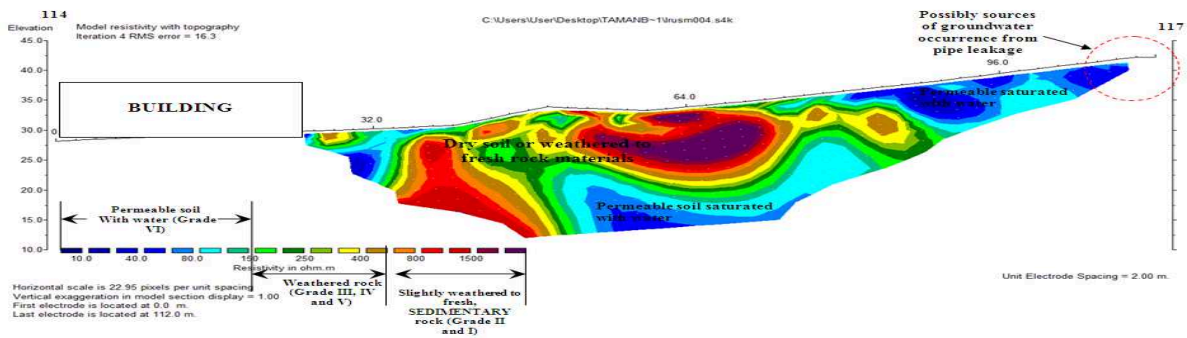 114
Elevation
Model resistivity with topography
Iteration 4 RMS error = 16.3
C:\Users\User\Desktop\TAMANB~1\lrusm004.s4k
Possibly sources
of groundwater
occurrence from
pipe leakage
117
45.0
40.0
35.0
30.0
25.0
20.0
15.0
10.0
BUILDING
0
32.0
64.0
96.0
Permeable saturated
with water
Dry soil or weathered to
fresh rock materials
Permeable soil saturated
with water
Permeable soil
With water (Grade
VI)
10.0 40.0 80.0 150 250 400 800 1500
Resistivity in ohm.m
Horizontal scale is 22.95 pixels per unit spacing
Vertical exaggeration in model section display = 1.00
First electrode is located at 0.0 m.
Last electrode is located at 112.0 m.
Weathered rock
(Grade III, IV
and V)
Slightly weathered to
fresh,
SEDIMENTARY
rock (Grade II
and I)
Unit Electrode Spacing = 2.00 m.